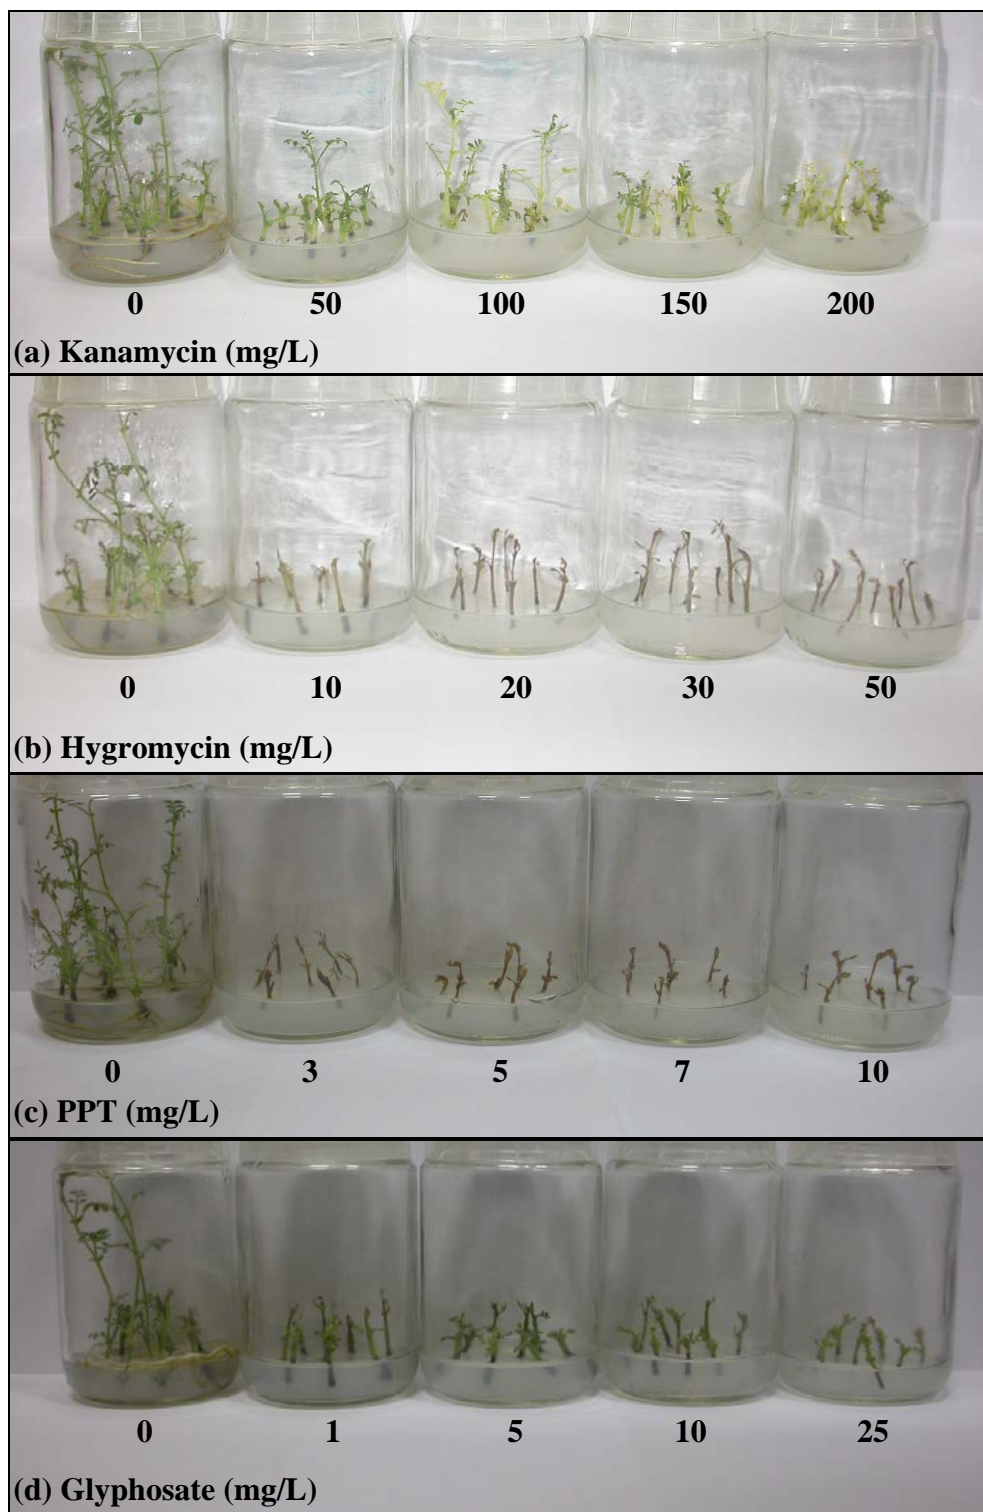 0 50 100 150 200
(a) Kanamycin (mg/L)
0 10 20 30 50
(b) Hygromycin (mg/L)
0 3 5 7 10
(c) PPT (mg/L)
0 1 5 10 25
(d) Glyphosate (mg/L)